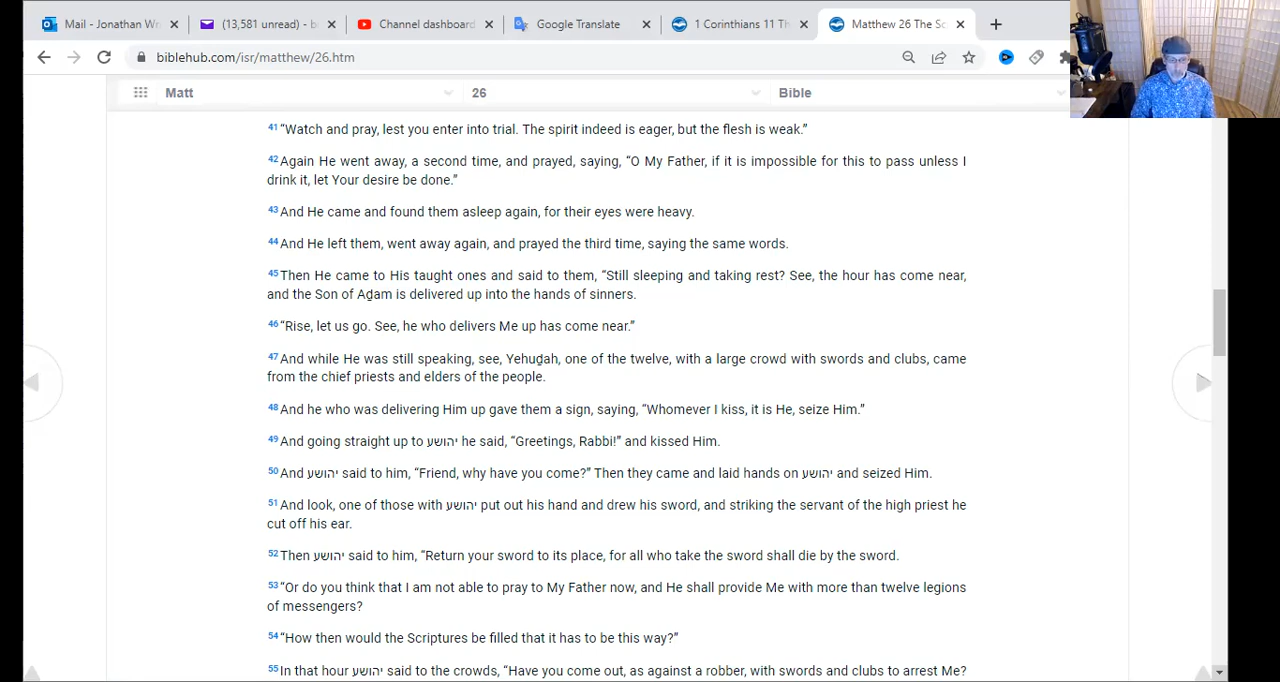 Mail - Jonathan Wr
(13,581 unread) - b
Channel dashboard
Google Translate
1 Corinthians 11 Th
Matthew 26 The Sc
biblehub.com/isr/matthew/26.htm
Matt
26
Bible
41 “Watch and pray, lest you enter into trial. The spirit indeed is eager, but the flesh is weak.”
42 Again He went away, a second time, and prayed, saying, “O My Father, if it is impossible for this to pass unless I
drink it, let Your desire be done.”
43 And He came and found them asleep again, for their eyes were heavy.
44 And He left them, went away again, and prayed the third time, saying the same words.
45 Then He came to His taught ones and said to them, “Still sleeping and taking rest? See, the hour has come near,
and the Son of Aḏam is delivered up into the hands of sinners.
46 “Rise, let us go. See, he who delivers Me up has come near.”
47 And while He was still speaking, see, Yehuḏah, one of the twelve, with a large crowd with swords and clubs, came
from the chief priests and elders of the people.
48 And he who was delivering Him up gave them a sign, saying, “Whomever I kiss, it is He, seize Him.”
49 And going straight up to יהושע he said, “Greetings, Rabbi!” and kissed Him.
50 And יהושע said to him, “Friend, why have you come?” Then they came and laid hands on יהושע and seized Him.
51 And look, one of those with יהושע put out his hand and drew his sword, and striking the servant of the high priest he
cut off his ear.
52 Then יהושע said to him, “Return your sword to its place, for all who take the sword shall die by the sword.
53 “Or do you think that I am not able to pray to My Father now, and He shall provide Me with more than twelve legions
of messengers?
54 “How then would the Scriptures be filled that it has to be this way?”
55 In that hour יהושע said to the crowds, “Have you come out, as against a robber, with swords and clubs to arrest Me?